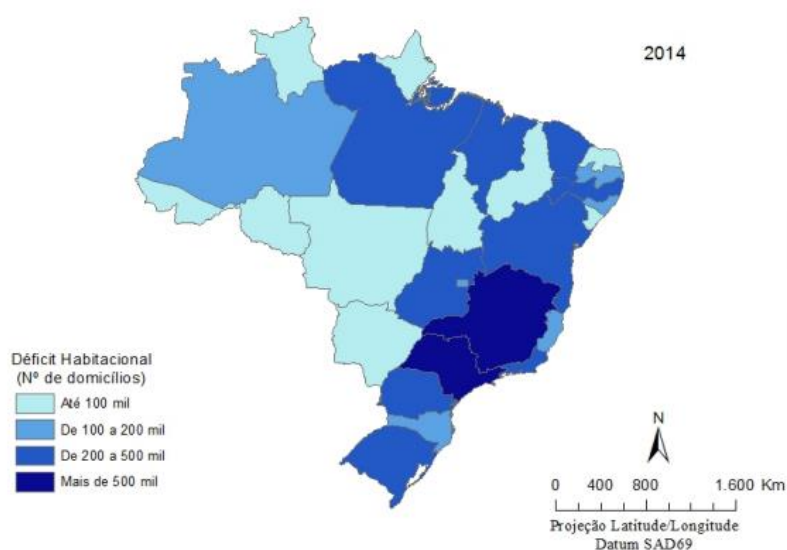 2014
Déficit Habitacional
(Nº de domicílios)
Até 100 mil
De 100 a 200 mil
De 200 a 500 mil
Mais de 500 mil
N
0 400 800 1.600 Km
Projeção Latitude/Longitude
Datum SAD69